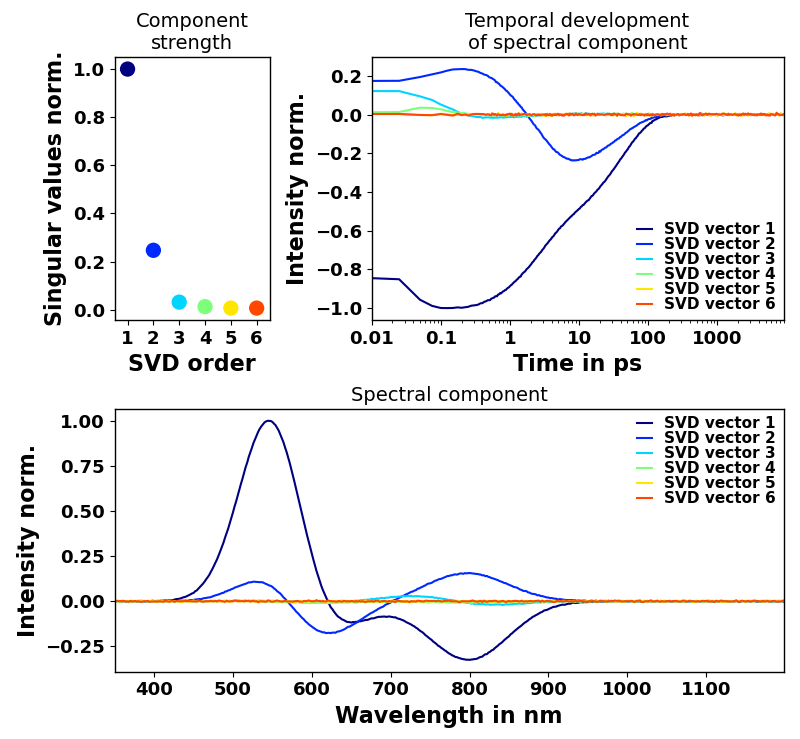 Component
strength
Singular values norm.
1.0
0.8
0.6
0.4
0.2
0.0
1 2 3 4 5 6
SVD order
Temporal development
of spectral component
Intensity norm.
0.2
0.0
−0.2
−0.4
−0.6
−0.8
−1.0
SVD vector 1
SVD vector 2
SVD vector 3
SVD vector 4
SVD vector 5
SVD vector 6
0.01 0.1 1 10 100 1000
Time in ps
Spectral component
Intensity norm.
1.00
0.75
0.50
0.25
0.00
−0.25
SVD vector 1
SVD vector 2
SVD vector 3
SVD vector 4
SVD vector 5
SVD vector 6
400 500 600 700 800 900 1000 1100
Wavelength in nm